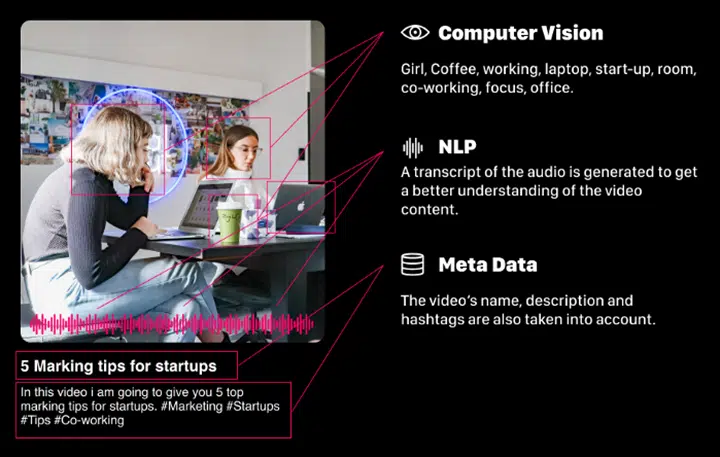 Computer Vision
Girl, Coffee, working, laptop, start-up, room,
co-working, focus, office.
NLP
A transcript of the audio is generated to get
a better understanding of the video
content.
Meta Data
The video's name, description and
hashtags are also taken into account.
5 Marking tips for startups
In this video i am going to give you 5 top
marking tips for startups. #Marketing #Startups
#Tips #Co-working